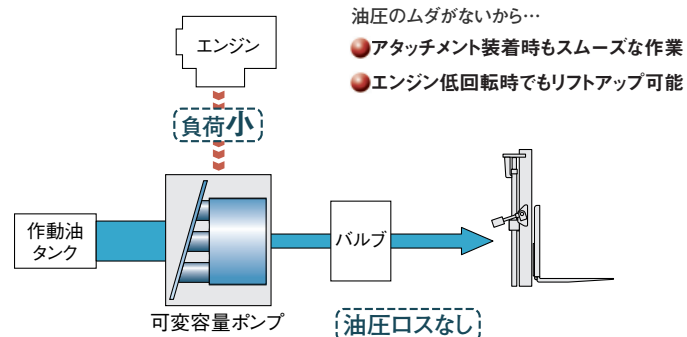 油圧のムダがないから…
●アタッチメント装着時もスムーズな作業
●エンジン低回転時でもリフトアップ可能
エンジン
負荷小
作動油
タンク
バルブ
可変容量ポンプ
油圧ロスなし